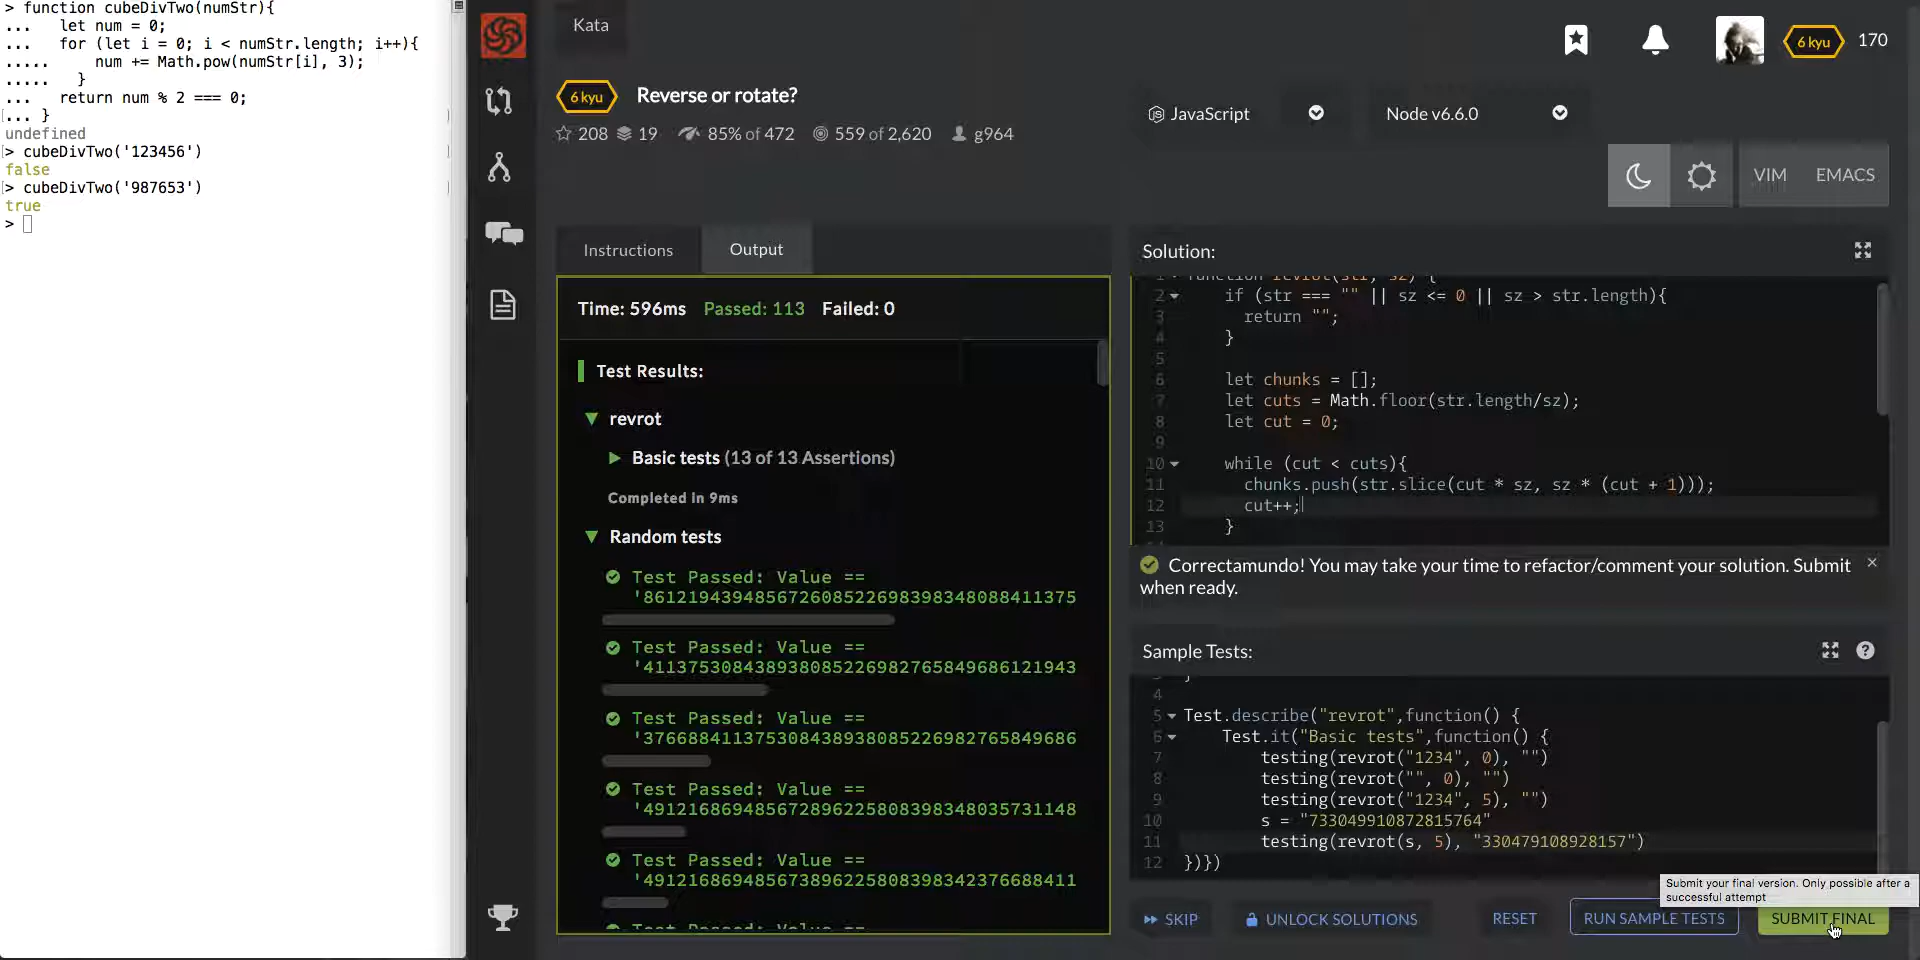 > function cubeDivTwo(numStr){
... let num = 0;
... for (let i = 0; i < numStr.length; i++){
..... num += Math.pow(numStr[i], 3);
..... }
... return num % 2 === 0;
... }
undefined
> cubeDivTwo('123456')
false
> cubeDivTwo('987653')
true
>
Kata
6 kyu
170
6 kyu Reverse or rotate?
208 19 85% of 472 559 of 2,620 g964
JavaScript
Node v6.6.0
VIM EMACS
Instructions Output
Time: 596ms Passed: 113 Failed: 0
Test Results:
revrot
Basic tests (13 of 13 Assertions)
Completed in 9ms
Random tests
Test Passed: Value ==
'86121943948567260852269839834808841 1375
Test Passed: Value ==
'411375308438938085226982765849686121943
Test Passed: Value ==
'376688411375308438938085226982765849686
Test Passed: Value ==
'4912168694856728962258083983480357311 48
Test Passed: Value ==
'4912168694856738962258083983423766884 11
Solution:
1 function revrot(str, sz) {
2 if (str === "" || sz <= 0 || sz > str.length){
3 return "";
4 }
5
6 let chunks = [];
7 let cuts = Math.floor(str.length/sz);
8 let cut = 0;
9
10 while (cut < cuts){
11 chunks.push(str.slice(cut * sz, sz * (cut + 1)));
12 cut++;
13 }
Correctamundo! You may take your time to refactor/comment your solution. Submit
when ready.
Sample Tests:
4
5 Test.describe("revrot",function() {
6 Test.it("Basic tests",function() {
7 testing(revrot("1234", 0), "")
8 testing(revrot("", 0), "")
9 testing(revrot("1234", 5), "")
10 s = "733049910872815764"
11 testing(revrot(s, 5), "330479108928157")
12 })})
Submit your final version. Only possible after a
successful attempt
SKIP UNLOCK SOLUTIONS RESET RUN SAMPLE TESTS SUBMIT FINAL